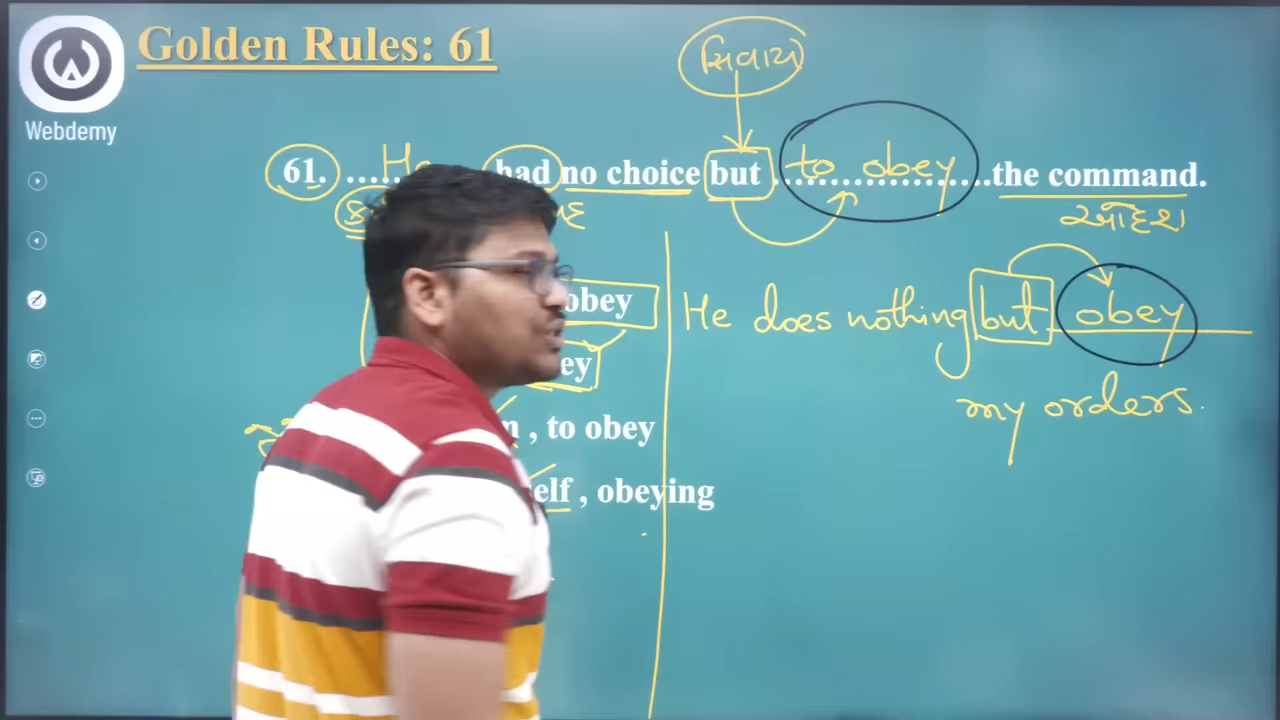 Golden Rules: 61
Webdemy
સિવાય
61. ..... He had no choice but to obey the command.
આદેશ
obey
He does nothing but obey
ey
my orders.
, to obey
elf , obeying